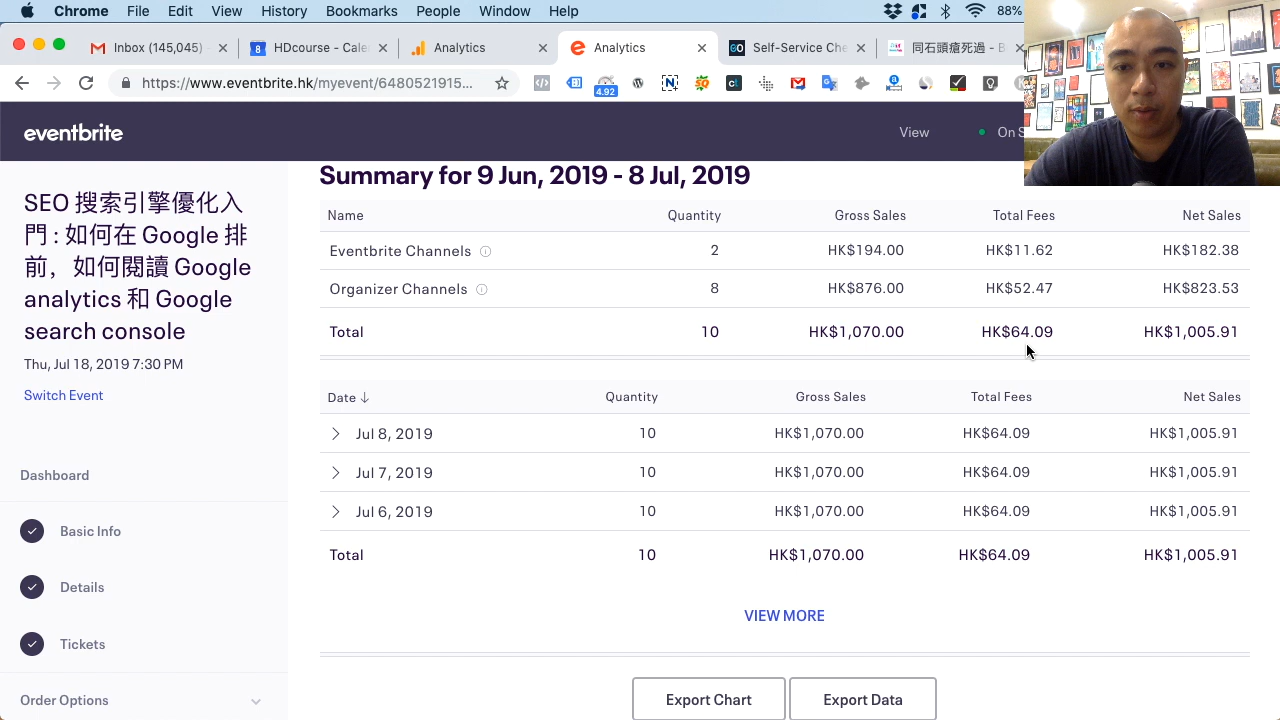 Chrome File Edit View History Bookmarks People Window Help 88%
Inbox (145,045) HDcourse - Cale Analytics Analytics Self-Service Che 同石頭瘡死過 - B
https://www.eventbrite.hk/myevent/6480521915... 4.92
eventbrite View On S
SEO 搜索引擎優化入
門 : 如何在 Google 排
前，如何閱讀 Google
analytics 和 Google
search console
Thu, Jul 18, 2019 7:30 PM
Switch Event
Dashboard
Basic Info
Details
Tickets
Order Options
Summary for 9 Jun, 2019 - 8 Jul, 2019
Name Quantity Gross Sales Total Fees Net Sales
Eventbrite Channels 2 HK$194.00 HK$11.62 HK$182.38
Organizer Channels 8 HK$876.00 HK$52.47 HK$823.53
Total 10 HK$1,070.00 HK$64.09 HK$1,005.91
Date Quantity Gross Sales Total Fees Net Sales
Jul 8, 2019 10 HK$1,070.00 HK$64.09 HK$1,005.91
Jul 7, 2019 10 HK$1,070.00 HK$64.09 HK$1,005.91
Jul 6, 2019 10 HK$1,070.00 HK$64.09 HK$1,005.91
Total 10 HK$1,070.00 HK$64.09 HK$1,005.91
VIEW MORE
Export Chart Export Data